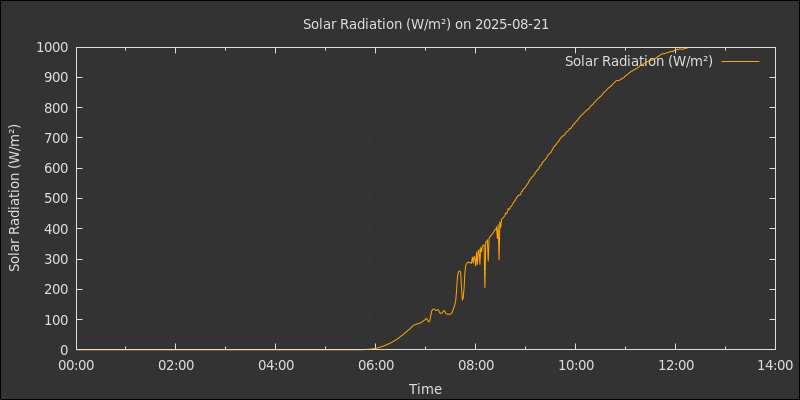 Solar Radiation (W/m²) on 2025-08-21
Solar Radiation (W/m²)
1000
900
800
700
600
500
400
300
200
100
0
Solar Radiation (W/m²)
00:00 02:00 04:00 06:00 08:00 10:00 12:00 14:00
Time